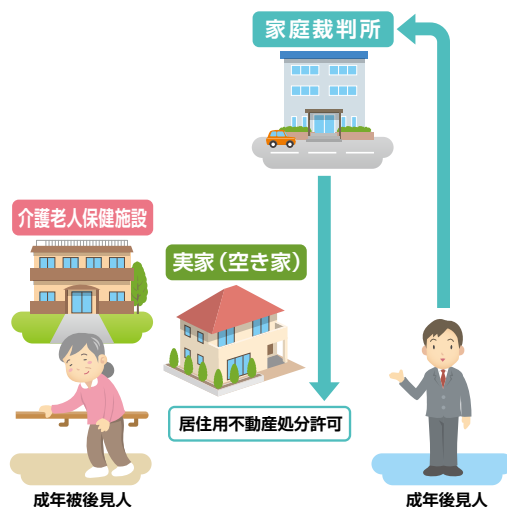 家庭裁判所
介護老人保健施設
実家（空き家）
居住用不動産処分許可
成年被後見人
成年後見人